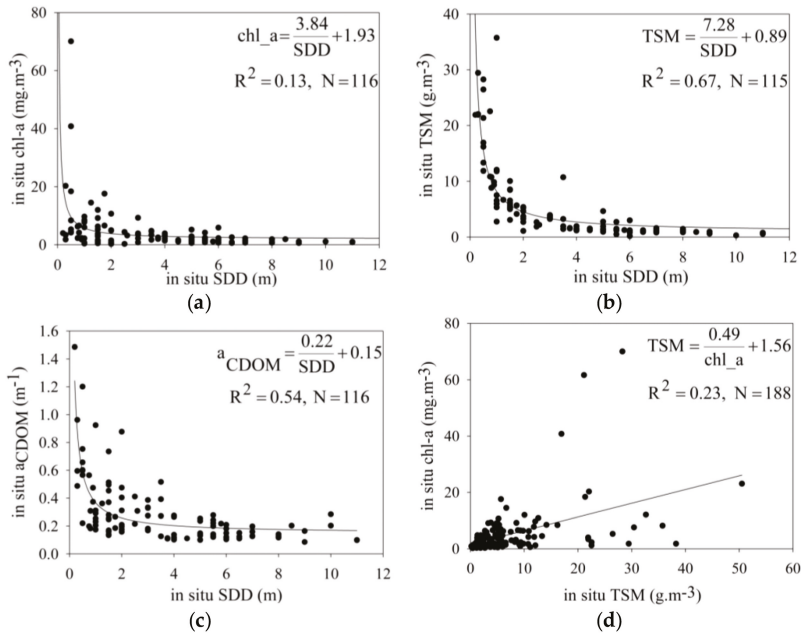 80
60
40
20
0
in situ chl-a (mg.m-3)
chl_a= 3.84/SDD +1.93
R2 = 0.13, N=116
0 2 4 6 8 10 12
in situ SDD (m)
(a)
40
30
20
10
0
in situ TSM (g.m-3)
TSM= 7.28/SDD +0.89
R2 = 0.67, N=115
0 2 4 6 8 10 12
in situ SDD (m)
(b)
1.6
1.4
1.2
1.0
0.8
0.6
0.4
0.2
0.0
in situ aCDOM (m-1)
aCDOM = 0.22/SDD +0.15
R2 = 0.54, N=116
0 2 4 6 8 10 12
in situ SDD (m)
(c)
80
60
40
20
0
in situ chl-a (mg.m-3)
TSM= 0.49/chl_a +1.56
R2 = 0.23, N=188
0 10 20 30 40 50 60
in situ TSM (g.m-3)
(d)